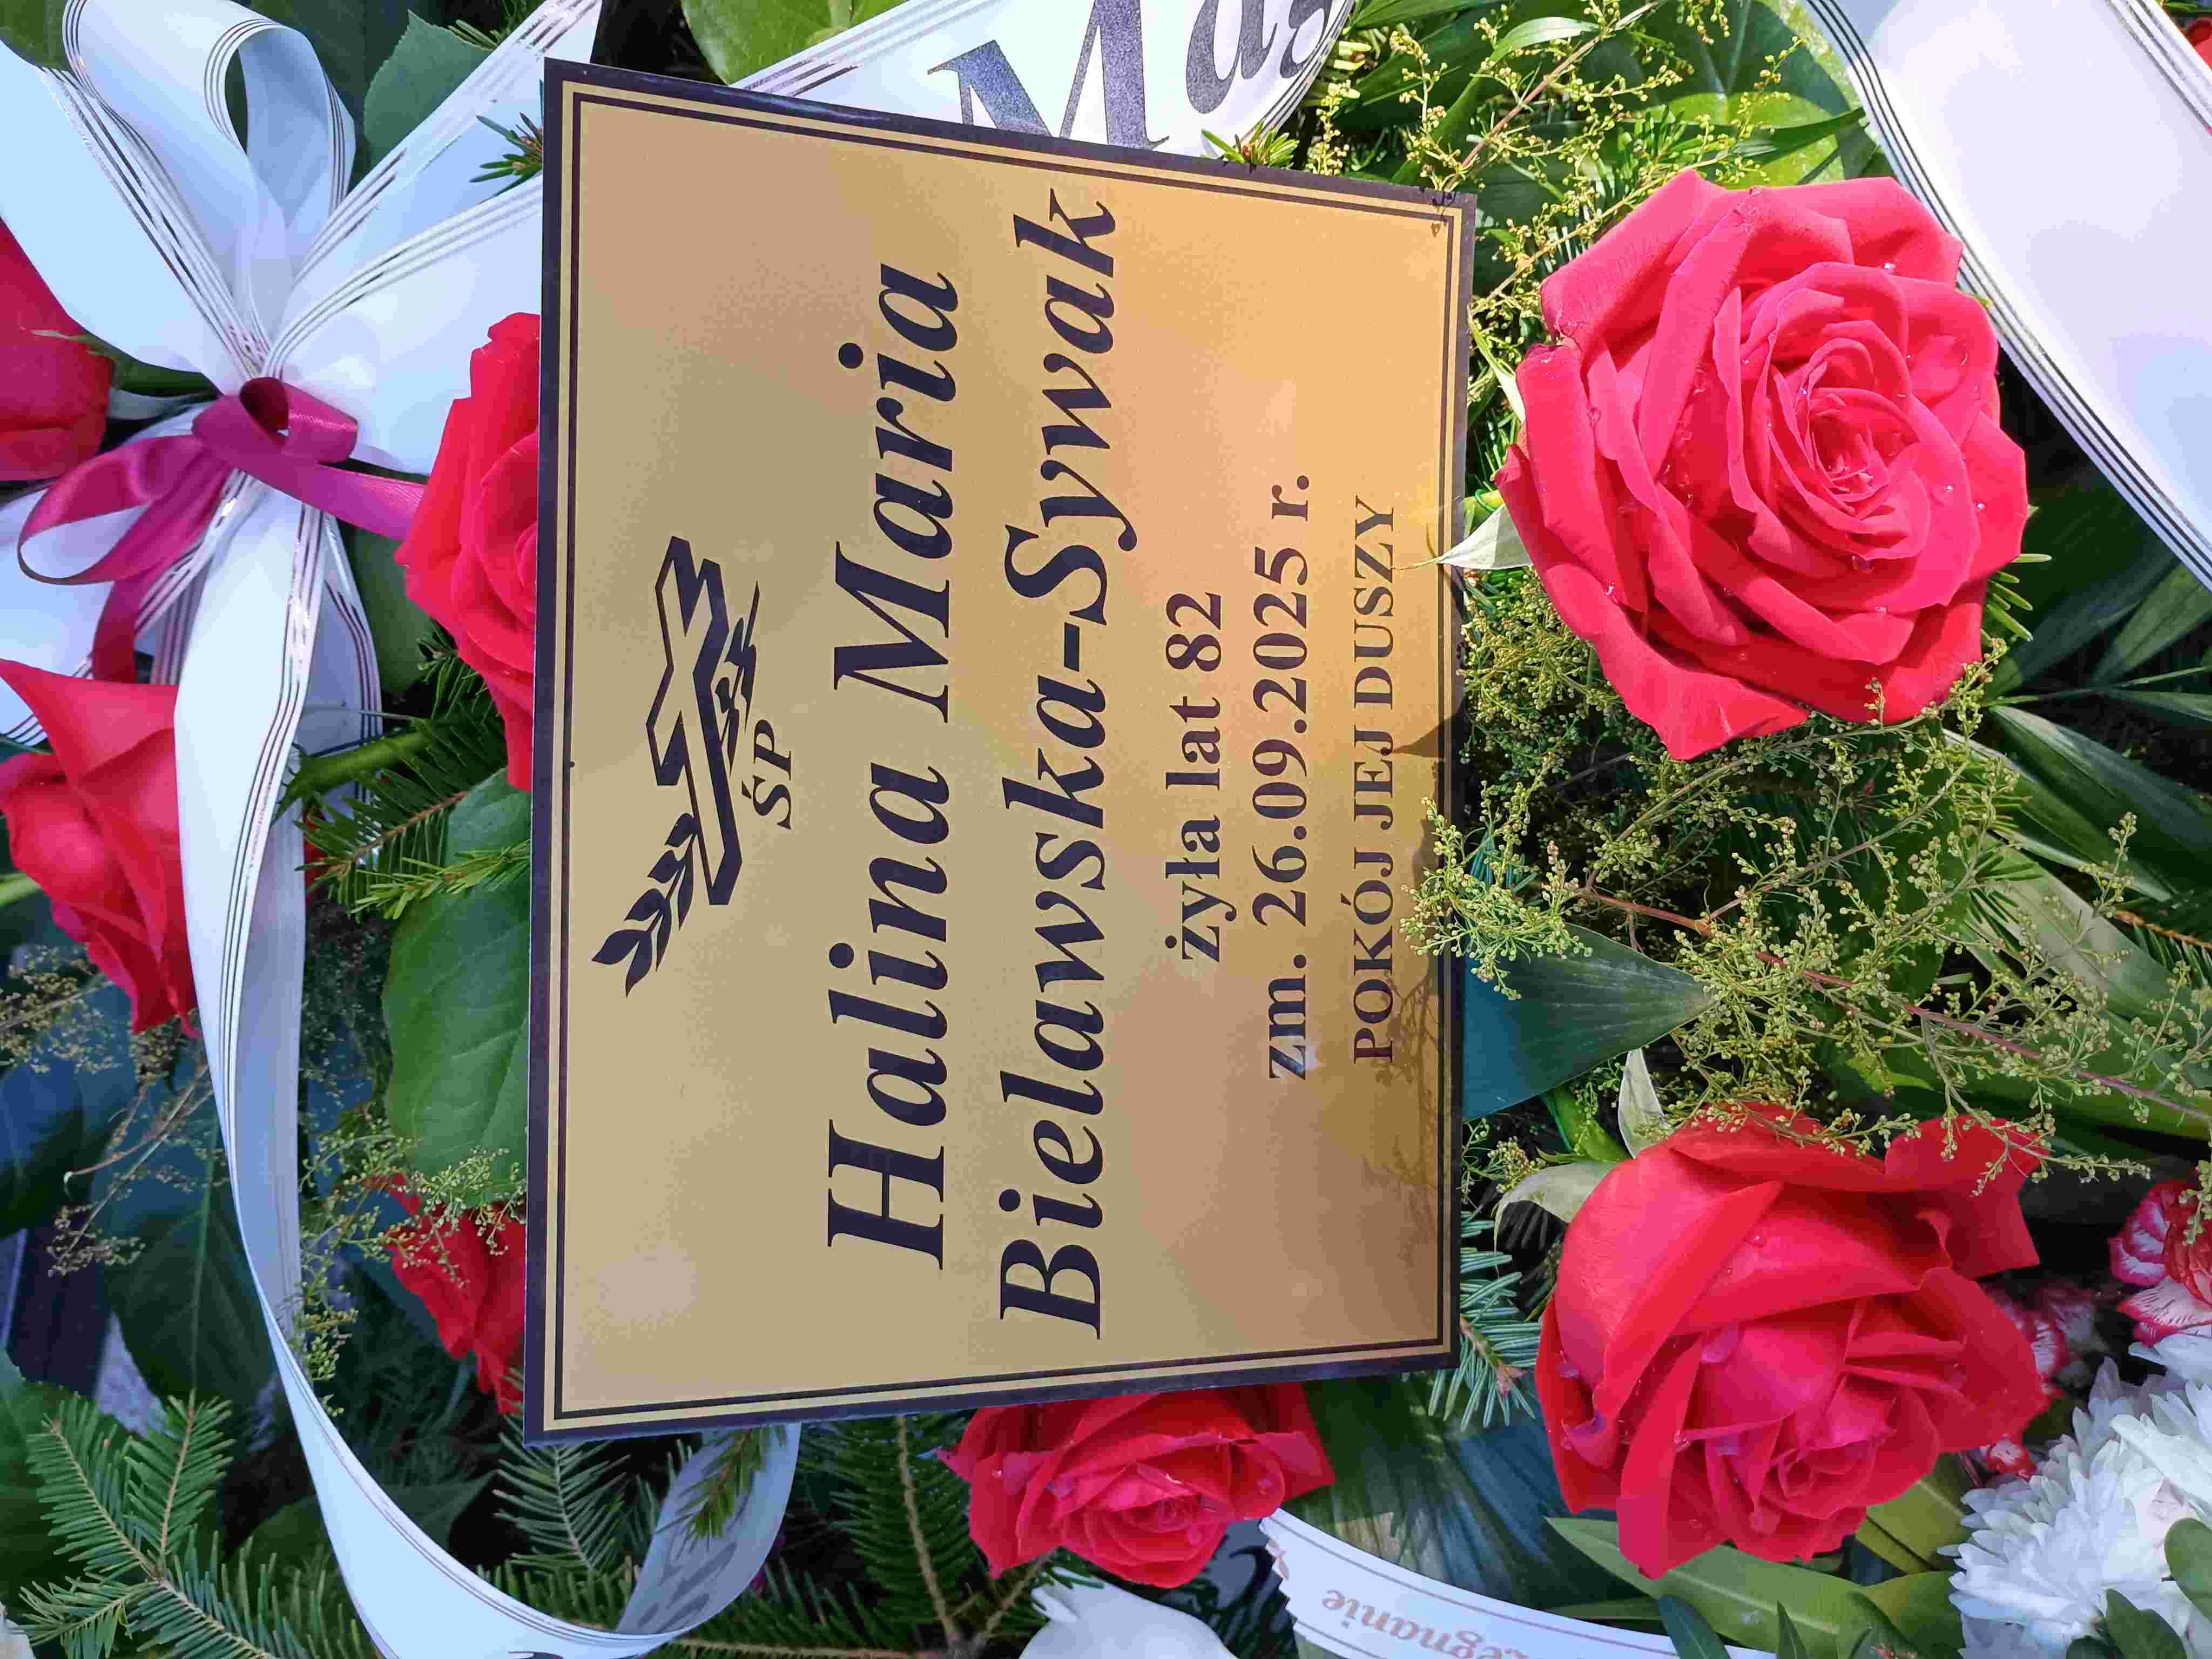 ŚP
Halina Maria
Bielawska-Sywak
żyła lat 82
zm. 26.09.2025 r.
POKÓJ JEJ DUSZY